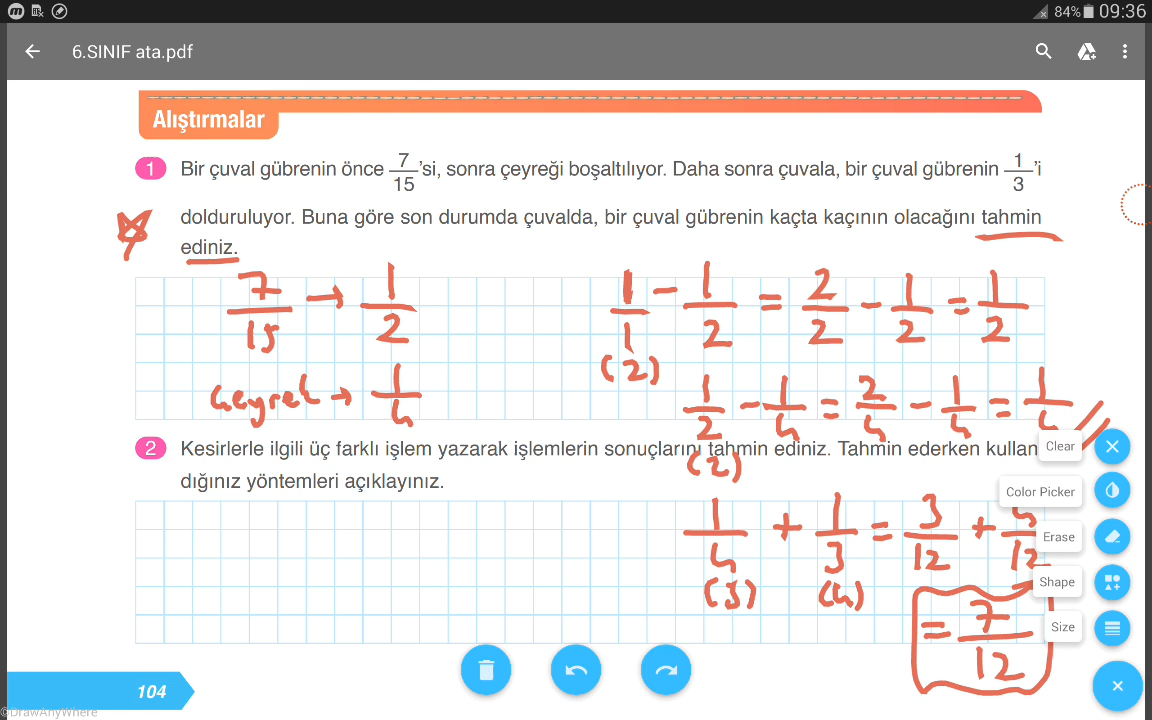 84% 09:36
6.SINIF ata.pdf
Alıştırmalar
1 Bir çuval gübrenin önce 7/15'si, sonra çeyreği boşaltılıyor. Daha sonra çuvala, bir çuval gübrenin 1/3'i
dolduruluyor. Buna göre son durumda çuvalda, bir çuval gübrenin kaçta kaçının olacağını tahmin
ediniz.
7/15 → 1/2
1/1 - 1/2 = 2/2 - 1/2 = 1/2
(2)
çeyrek → 1/4
1/2 - 1/4 = 2/4 - 1/4 = 1/4
(2)
2 Kesirlerle ilgili üç farklı işlem yazarak işlemlerin sonuçlarını tahmin ediniz. Tahmin ederken kullan
dığınız yöntemleri açıklayınız.
1/4 + 1/3 = 3/12 + 4/12
(3) (4)
= 7/12
Clear
Color Picker
Erase
Shape
Size
104
©DrawAnyWhere